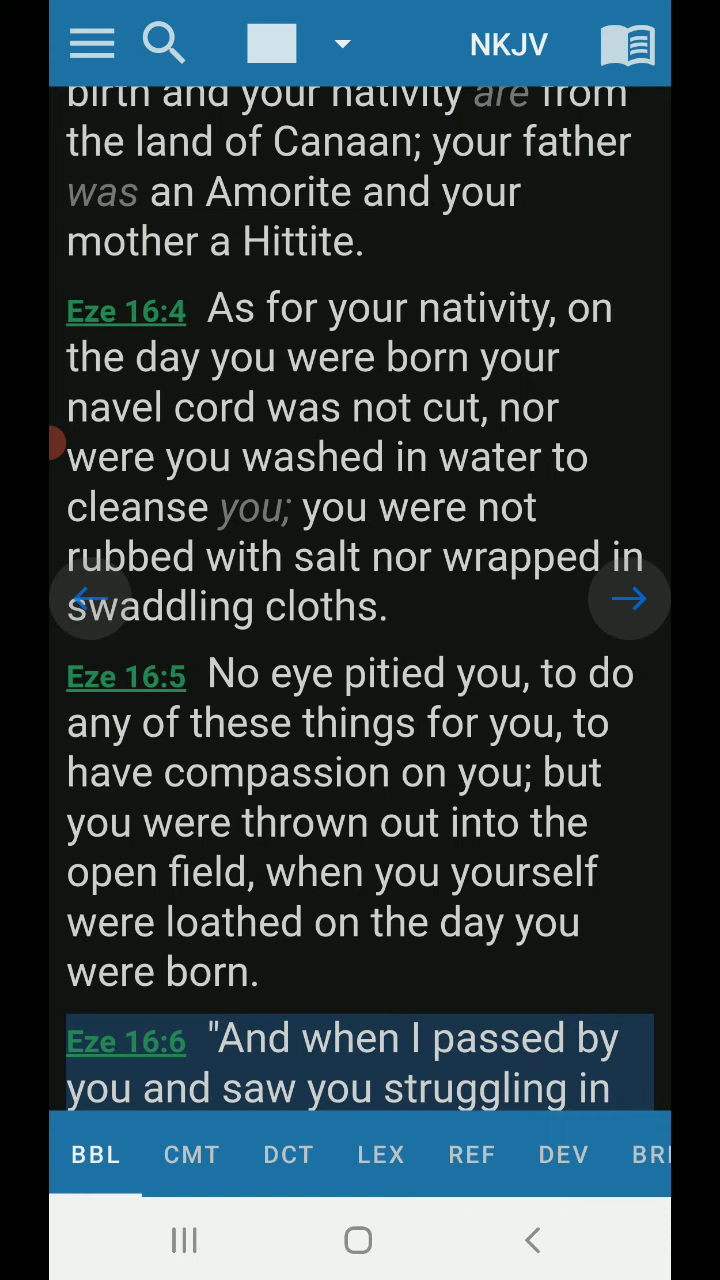 NKJV
birth and your nativity are from
the land of Canaan; your father
was an Amorite and your
mother a Hittite.
Eze 16:4 As for your nativity, on
the day you were born your
navel cord was not cut, nor
were you washed in water to
cleanse you; you were not
rubbed with salt nor wrapped in
swaddling cloths.
Eze 16:5 No eye pitied you, to do
any of these things for you, to
have compassion on you; but
you were thrown out into the
open field, when you yourself
were loathed on the day you
were born.
Eze 16:6 "And when I passed by
you and saw you struggling in
BBL CMT DCT LEX REF DEV